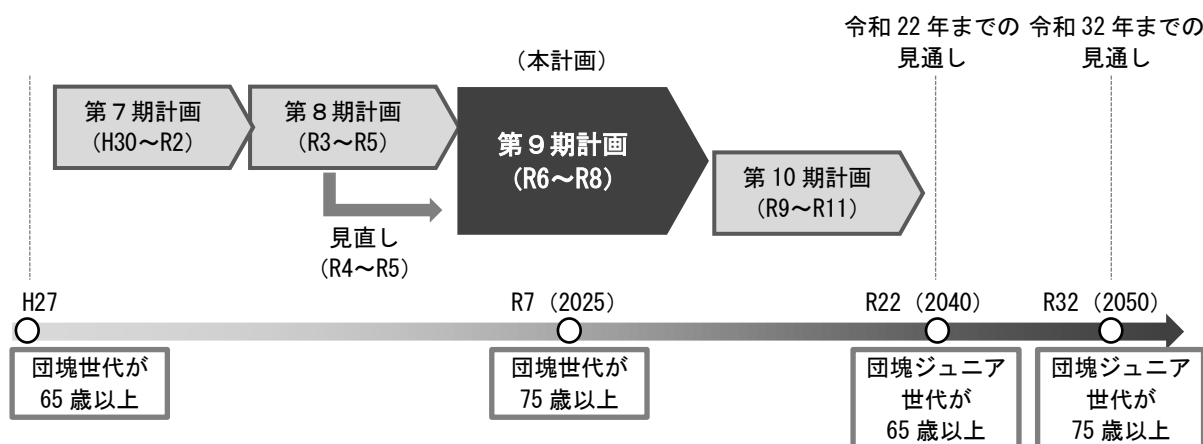 令和 22 年までの
見通し
令和 32 年までの
見通し
（本計画）
第７期計画
（H30～R2）
第８期計画
（R3～R5）
第９期計画
（R6～R8）
第 10 期計画
（R9～R11）
見直し
（R4～R5）
H27
R7（2025）
R22（2040）
R32（2050）
団塊世代が
65 歳以上
団塊世代が
75 歳以上
団塊ジュニア
世代が
65 歳以上
団塊ジュニア
世代が
75 歳以上